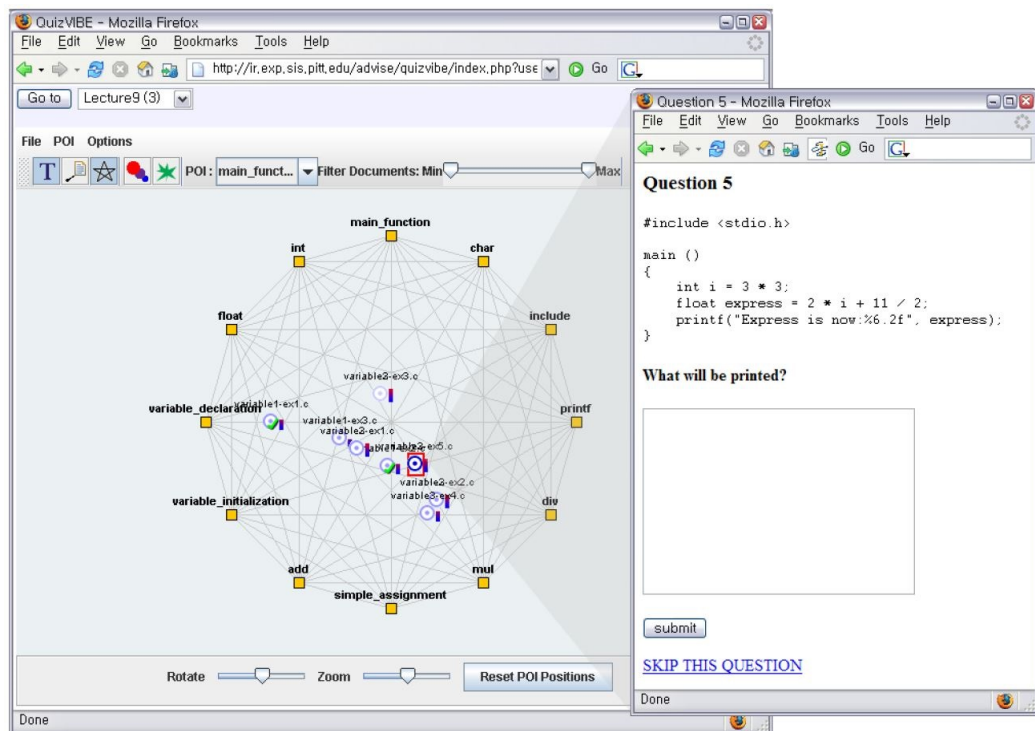 QuizVIBE - Mozilla Firefox
File Edit View Go Bookmarks Tools Help
http://ir.exp.sis.pitt.edu/advise/quizvibe/index.php?use Go
Go to Lecture9 (3)
File POI Options
T POI: main_funct... Filter Documents: Min Max
main_function
int
char
float
include
variable2-ex3.c
variable_declaration
variable1-ex1.c
printf
variable1-ex3.c
variable2-ex1.c
variable2-ex5.c
variable2-ex2.c
variable3-ex4.c
variable_initialization
div
add
mul
simple_assignment
Rotate Zoom Reset POI Positions
Done
Question 5 - Mozilla Firefox
File Edit View Go Bookmarks Tools Help
Go
Question 5
#include <stdio.h>
main ()
{
int i = 3 * 3;
float express = 2 * i + 11 / 2;
printf("Express is now:%6.2f", express);
}
What will be printed?
submit
SKIP THIS QUESTION
Done